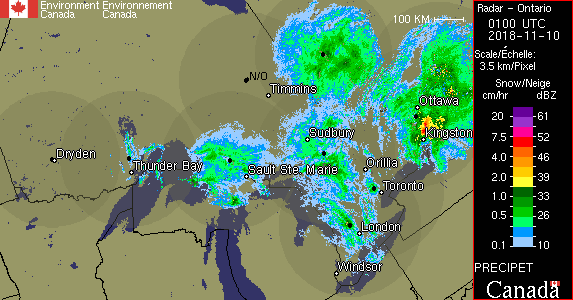 Environment Environnement
Canada Canada
100 KM
N/O
Timmins
Ottawa
Sudbury
Kingston
Dryden
Thunder Bay
Sault Ste. Marie
Orillia
Toronto
London
Windsor
Radar - Ontario
0100 UTC
2018-11-10
Scale/Échelle:
3.5 km/Pixel
Snow/Neige
cm/hr dBZ
20 61
7.5 52
4.0 46
2.0 39
1.0 33
0.5 26
0.1 10
PRECIPET
Canada